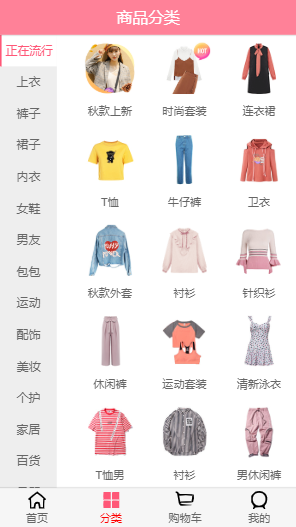 商品分类
正在流行
上衣
裤子
裙子
内衣
女鞋
男友
包包
运动
配饰
美妆
个护
家居
百货
HOT
秋款上新
时尚套装
连衣裙
T恤
牛仔裤
卫衣
秋款外套
衬衫
针织衫
休闲裤
运动套装
清新泳衣
T恤男
衬衫
男休闲裤
首页
分类
购物车
我的